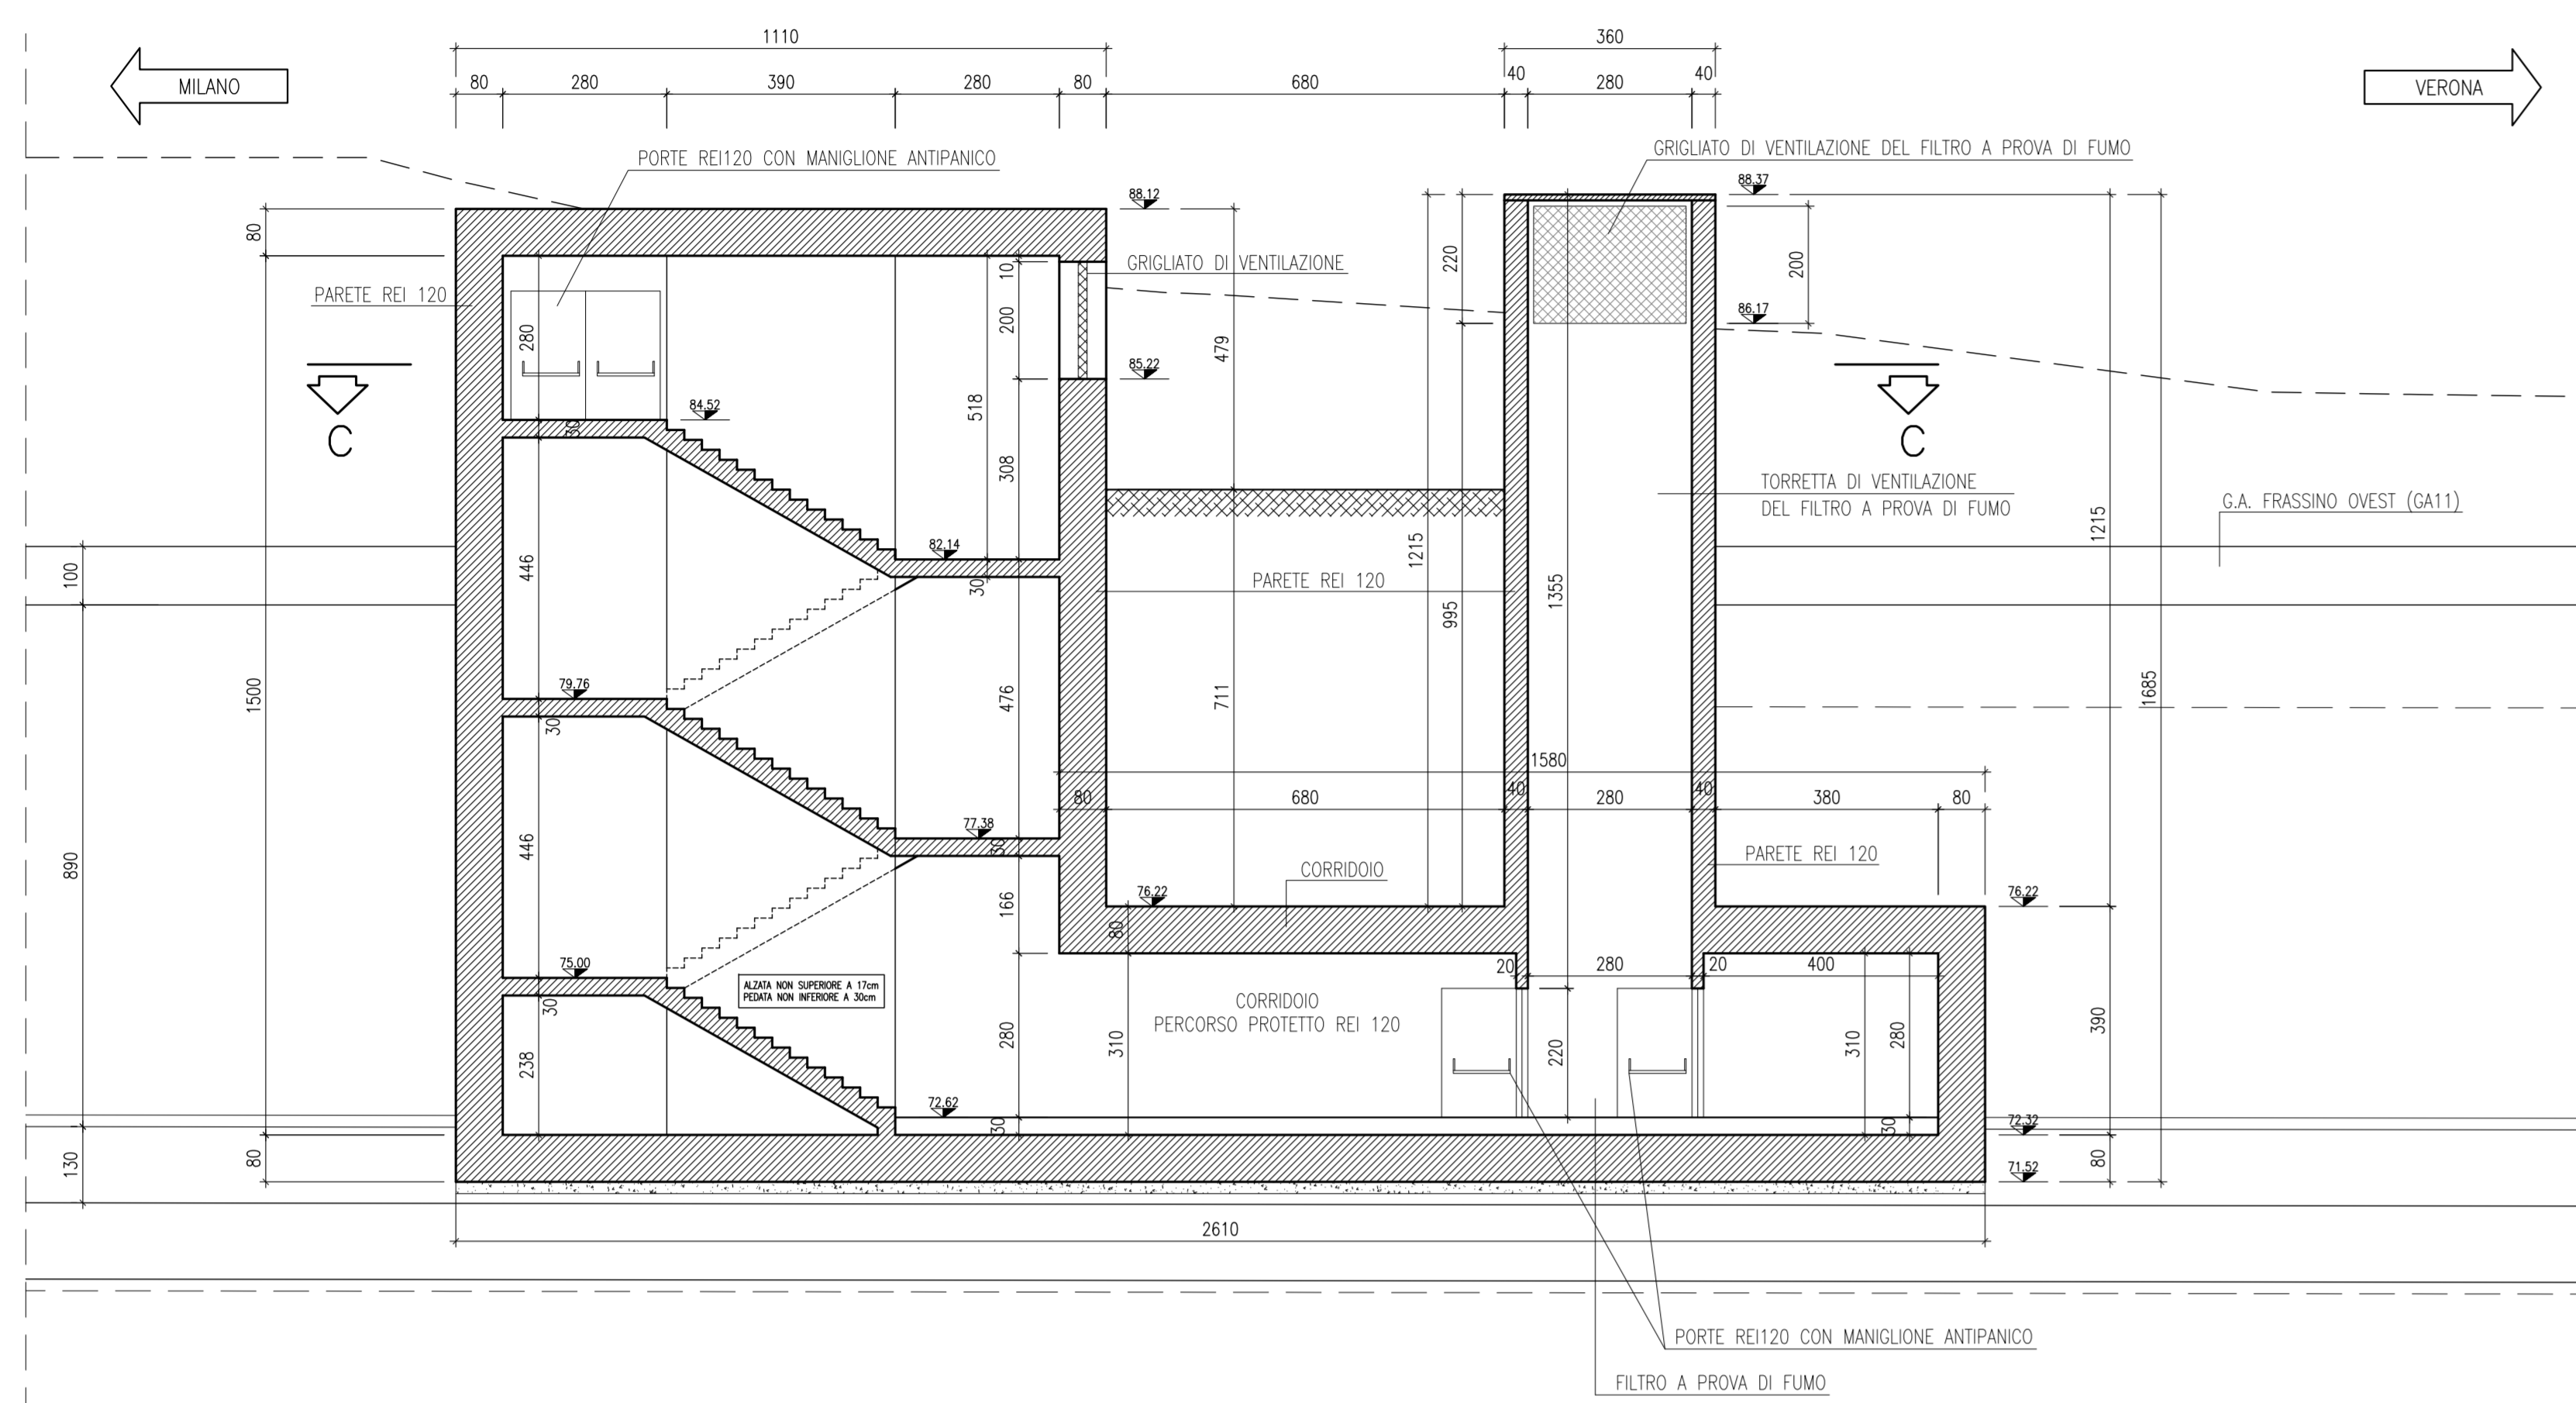 1110
360
MILANO
VERONA
80 280 390 280 80 680 40 280 40
PORTE REI120 CON MANIGLIONE ANTIPANICO
GRIGLIATO DI VENTILAZIONE DEL FILTRO A PROVA DI FUMO
88.12
88.37
80
GRIGLIATO DI VENTILAZIONE
10
220
200
PARETE REI 120
86.17
280
200
479
85.22
84.52
518
C
C
30
308
TORRETTA DI VENTILAZIONE
DEL FILTRO A PROVA DI FUMO
G.A. FRASSINO OVEST (GA11)
1215
1215
82.14
100
446
PARETE REI 120
30
1355
995
79.76
1500
476
711
1685
30
1580
80 680 40 280 40 380 80
77.38
446
30
890
PARETE REI 120
CORRIDOIO
76.22
76.22
166
80
75.00
20 280 20 400
ALZATA NON SUPERIORE A 17cm
PEDATA NON INFERIORE A 30cm
30
CORRIDOIO
PERCORSO PROTETTO REI 120
238
280
310
220
310
280
390
72.62
30
30
72.32
130
80
80
71.52
2610
PORTE REI120 CON MANIGLIONE ANTIPANICO
FILTRO A PROVA DI FUMO